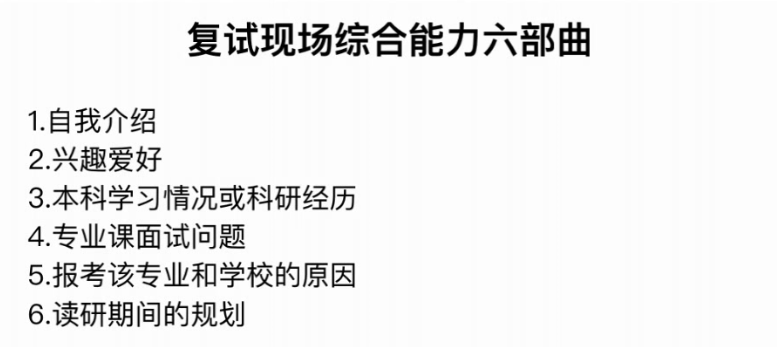 复试现场综合能力六部曲
1.自我介绍
2.兴趣爱好
3.本科学习情况或科研经历
4.专业课面试问题
5.报考该专业和学校的原因
6.读研期间的规划